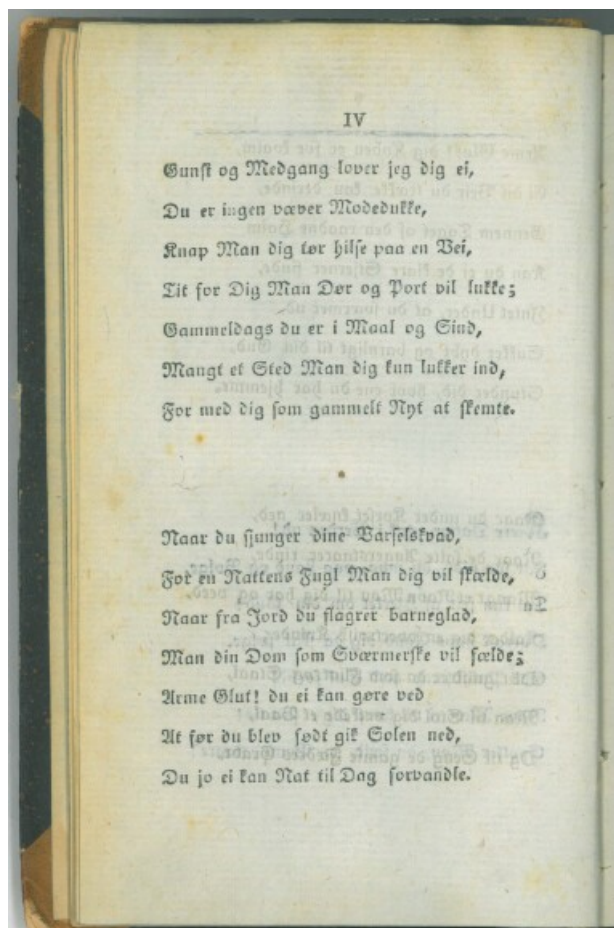 IV
Gunst og Medgang lover jeg dig ei,
Du er ingen væver Modedukke,
Knap Man dig tør hilse paa en Vei,
Tit for Dig Man Dør og Port vil lukke;
Gammeldags du er i Maal og Sind,
Mangt et Sted Man dig kun lukker ind,
For med dig som gammelt Nyt at skemte.
Naar du sjunger dine Varselskvad,
For en Nattens Fugl Man dig vil skælde,
Naar fra Jord du flagrer barneglad,
Man din Dom som Sværmerske vil fælde;
Arme Glut! du ei kan gøre ved
At før du blev født gik Solen ned,
Du jo ei kan Nat til Dag forvandle.